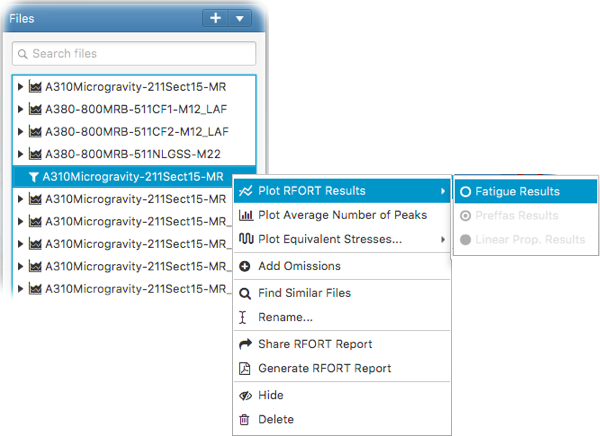 Files
Search files
A310Microgravity-211Sect15-MR
A380-800MRB-511CF1-M12_LAF
A380-800MRB-511CF2-M12_LAF
A380-800MRB-511NLGSS-M22
A310Microgravity-211Sect15-MR
A310Microgravity-211Sect15-MR
A310Microgravity-211Sect15-MR_
A310Microgravity-211Sect15-MR_
A310Microgravity-211Sect15-MR_
A310Microgravity-211Sect15-MR_
Plot RFORT Results
Plot Average Number of Peaks
Plot Equivalent Stresses...
Add Omissions
Find Similar Files
Rename...
Share RFORT Report
Generate RFORT Report
Hide
Delete
Fatigue Results
Preffas Results
Linear Prop. Results